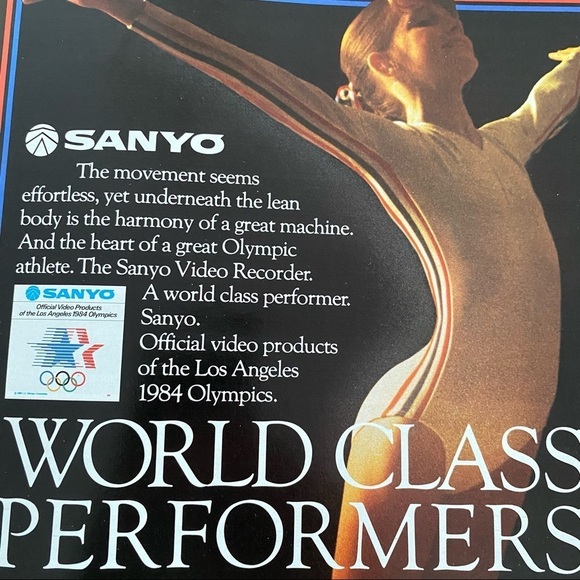 SANYO
The movement seems
effortless, yet underneath the lean
body is the harmony of a great machine.
And the heart of a great Olympic
athlete. The Sanyo Video Recorder.
A world class performer.
Sanyo.
Official video products
of the Los Angeles
1984 Olympics.
SANYO
Official Video Products
of the Los Angeles 1984 Olympics
WORLD CLASS
PERFORMERS